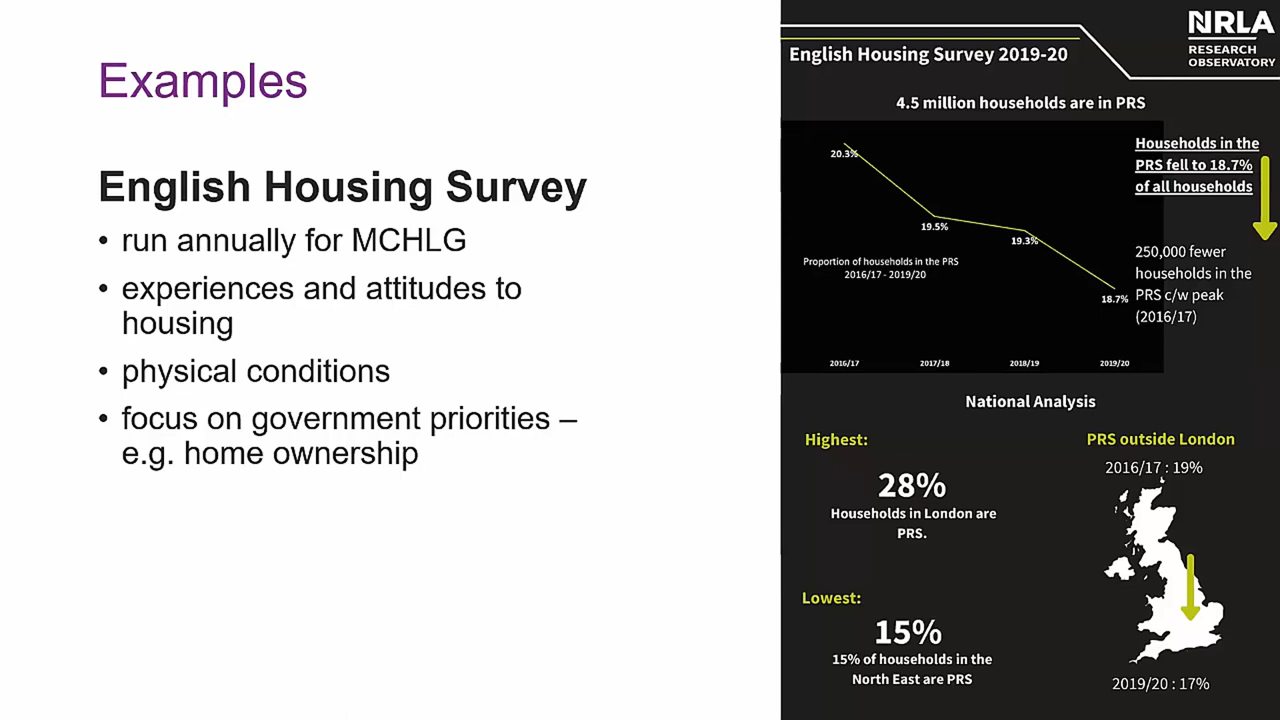 Examples
English Housing Survey
• run annually for MCHLG
• experiences and attitudes to
housing
• physical conditions
• focus on government priorities –
e.g. home ownership
NRLA
RESEARCH
OBSERVATORY
English Housing Survey 2019-20
4.5 million households are in PRS
20.3%
19.5%
19.3%
18.7%
Proportion of households in the PRS
2016/17 - 2019/20
2016/17
2017/18
2018/19
2019/20
Households in the
PRS fell to 18.7%
of all households
250,000 fewer
households in the
PRS c/w peak
(2016/17)
National Analysis
Highest:
28%
Households in London are
PRS.
Lowest:
15%
15% of households in the
North East are PRS
PRS outside London
2016/17 : 19%
2019/20 : 17%